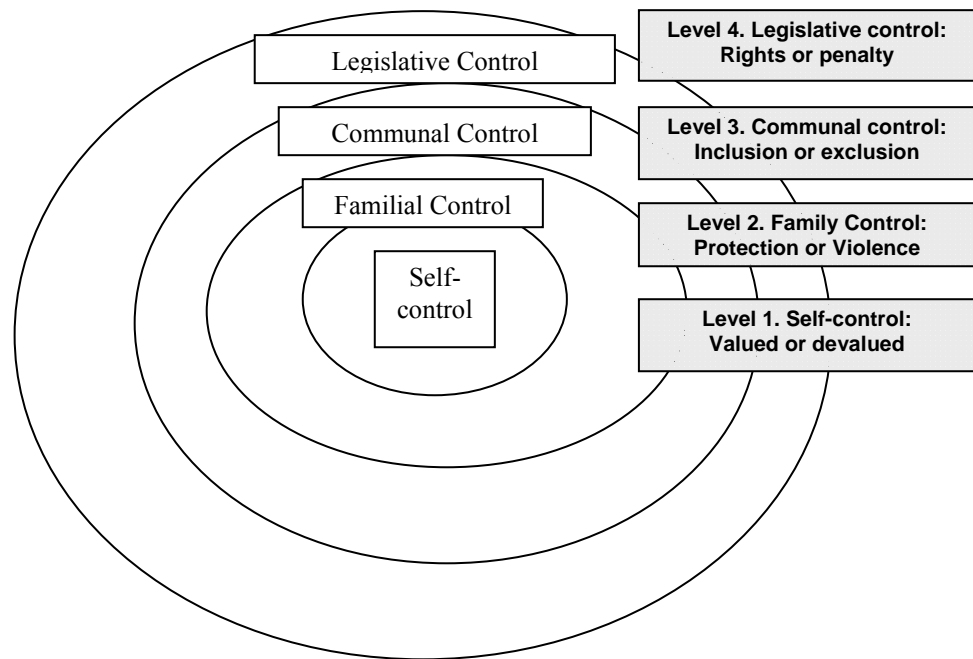 Legislative Control
Level 4. Legislative control:
Rights or penalty
Communal Control
Level 3. Communal control:
Inclusion or exclusion
Familial Control
Level 2. Family Control:
Protection or Violence
Self-
control
Level 1. Self-control:
Valued or devalued